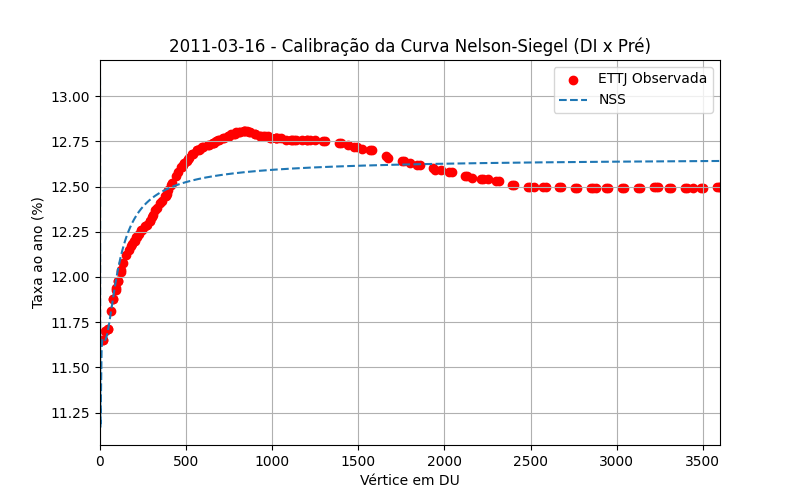 2011-03-16 - Calibração da Curva Nelson-Siegel (DI x Pré)
ETTJ Observada
NSS
Taxa ao ano (%)
13.00
12.75
12.50
12.25
12.00
11.75
11.50
11.25
0 500 1000 1500 2000 2500 3000 3500
Vértice em DU